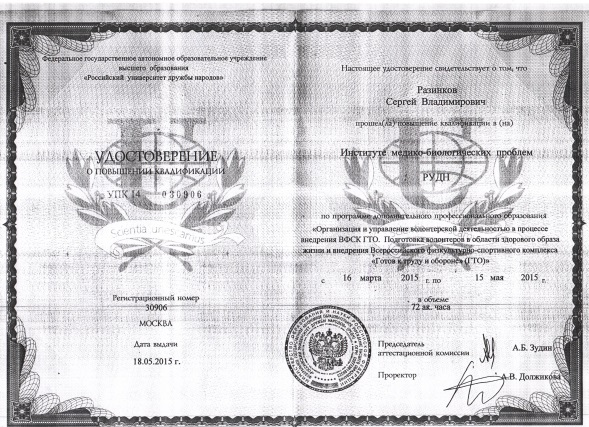 Федеральное государственное автономное образовательное учреждение
высшего образования
«Российский университет дружбы народов»
УДОСТОВЕРЕНИЕ
О ПОВЫШЕНИИ КВАЛИФИКАЦИИ
УПК 14 030906
Scientia
Регистрационный номер
30906
МОСКВА
Дата выдачи
18.05.2015 г.
Настоящее удостоверение свидетельствует о том, что
Разинков
Сергей Владимирович
прошел(ла) повышение квалификации в (на)
Институте медико-биологических проблем
РУДН
по программе дополнительного профессионального образования
«Организация и управление волонтерской деятельностью в процессе
внедрения ВФСК ГТО. Подготовка волонтеров в области здорового образа
жизни и внедрения Всероссийского физкультурно-спортивного комплекса
«Готов к труду и обороне» (ГТО)»
с 16 марта 2015 г. по 15 мая 2015 г.
в объеме
72 ак. часа
Председатель
аттестационной комиссии А.Б. Зудин
Проректор А.В. Должикова